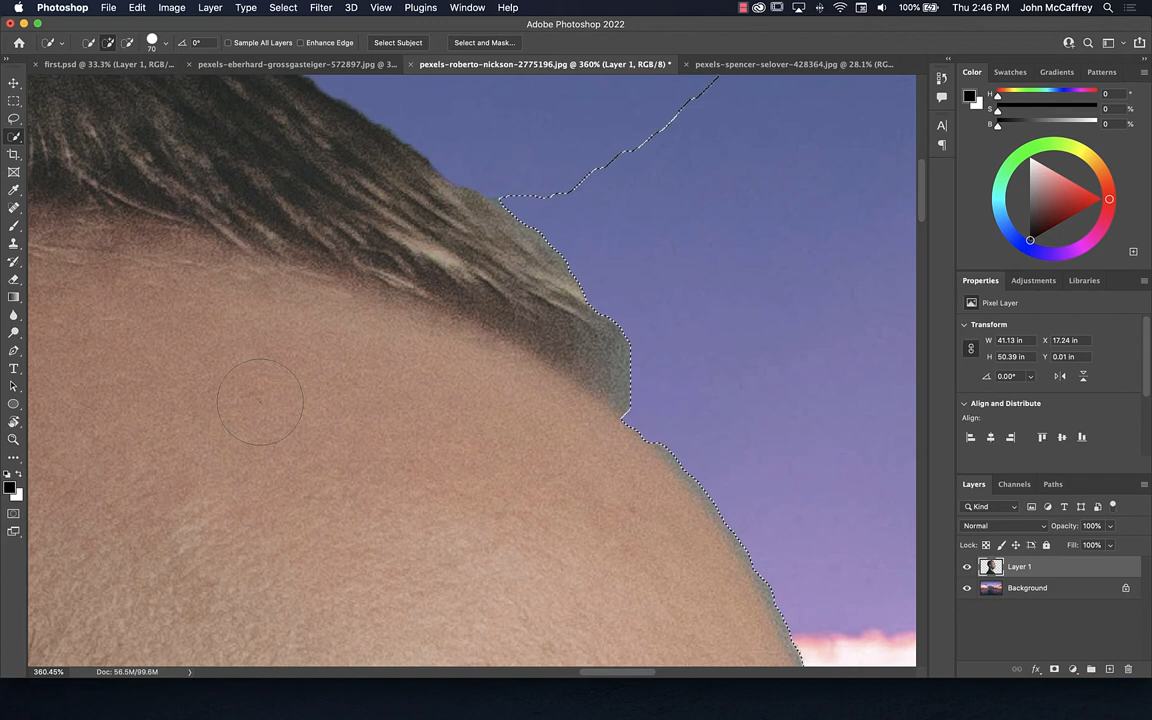 Photoshop File Edit Image Layer Type Select Filter 3D View Plugins Window Help 100% Thu 2:46 PM John McCaffrey
Adobe Photoshop 2022
70 0° Sample All Layers Enhance Edge Select Subject Select and Mask...
first.psd @ 33.3% (Layer 1, RGB/... pexels-eberhard-grossgasteiger-572897.jpg @ 3... pexels-roberto-nickson-2775196.jpg @ 360% (Layer 1, RGB/8) * pexels-spencer-selover-428364.jpg @ 28.1% (RG...
Color Swatches Gradients Patterns
H 0 °
S 0 %
B 0 %
Properties Adjustments Libraries
Pixel Layer
Transform
W 41.13 in X 17.24 in
H 50.39 in Y 0.01 in
0.00°
Align and Distribute
Align:
Layers Channels Paths
Kind
Normal Opacity: 100%
Lock: Fill: 100%
Layer 1
Background
360.45% Doc: 56.5M/99.6M